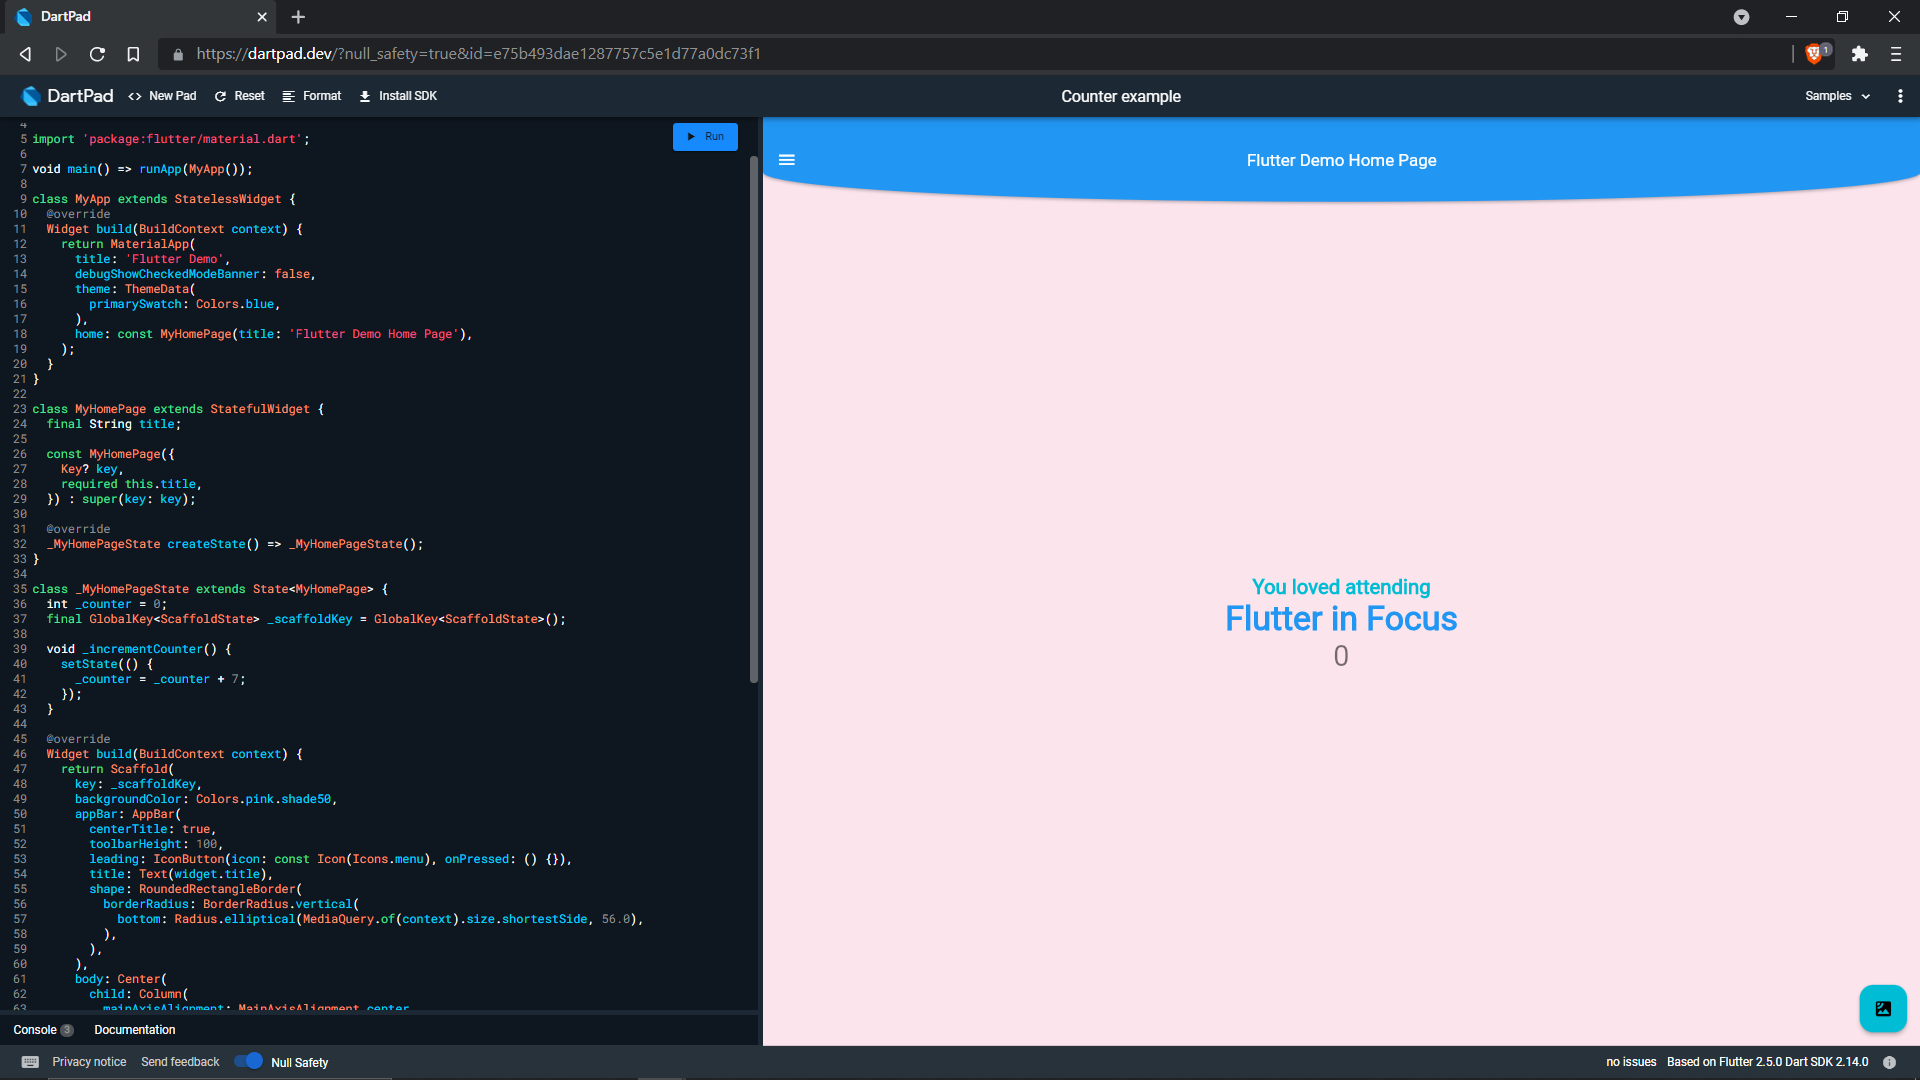 DartPad
https://dartpad.dev/?null_safety=true&id=e75b493dae1287757c5e1d77a0dc73f1
1
DartPad
<> New Pad
Reset
Format
Install SDK
Counter example
Samples
4
5 import 'package:flutter/material.dart';
6
7 void main() => runApp(MyApp());
8
9 class MyApp extends StatelessWidget {
10 @override
11 Widget build(BuildContext context) {
12 return MaterialApp(
13 title: 'Flutter Demo',
14 debugShowCheckedModeBanner: false,
15 theme: ThemeData(
16 primarySwatch: Colors.blue,
17 ),
18 home: const MyHomePage(title: 'Flutter Demo Home Page'),
19 );
20 }
21 }
22
23 class MyHomePage extends StatefulWidget {
24 final String title;
25
26 const MyHomePage({
27 Key? key,
28 required this.title,
29 }) : super(key: key);
30
31 @override
32 _MyHomePageState createState() => _MyHomePageState();
33 }
34
35 class _MyHomePageState extends State<MyHomePage> {
36 int _counter = 0;
37 final GlobalKey<ScaffoldState> _scaffoldKey = GlobalKey<ScaffoldState>();
38
39 void _incrementCounter() {
40 setState(() {
41 _counter = _counter + 7;
42 });
43 }
44
45 @override
46 Widget build(BuildContext context) {
47 return Scaffold(
48 key: _scaffoldKey,
49 backgroundColor: Colors.pink.shade50,
50 appBar: AppBar(
51 centerTitle: true,
52 toolbarHeight: 100,
53 leading: IconButton(icon: const Icon(Icons.menu), onPressed: () {}),
54 title: Text(widget.title),
55 shape: RoundedRectangleBorder(
56 borderRadius: BorderRadius.vertical(
57 bottom: Radius.elliptical(MediaQuery.of(context).size.shortestSide, 56.0),
58 ),
59 ),
60 ),
61 body: Center(
62 child: Column(
63 mainAxisAlignment: MainAxisAlignment.center,
Run
Flutter Demo Home Page
You loved attending
Flutter in Focus
0
Console 3
Documentation
Privacy notice
Send feedback
Null Safety
no issues
Based on Flutter 2.5.0 Dart SDK 2.14.0